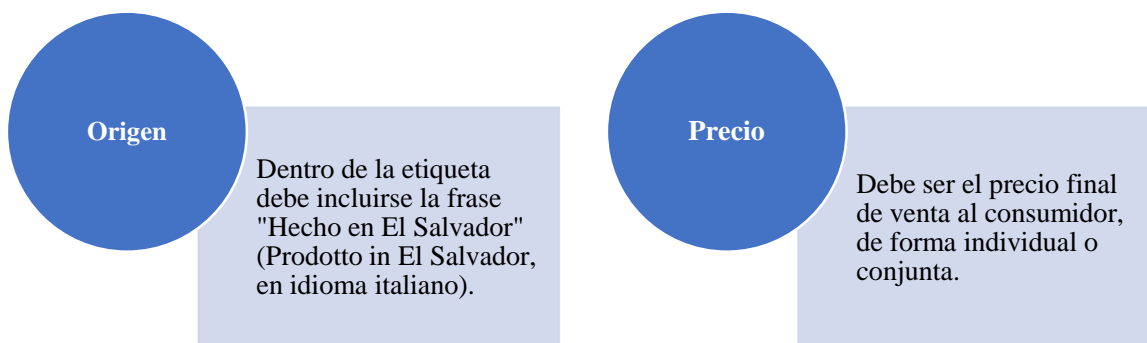 Origen
Dentro de la etiqueta
debe incluirse la frase
"Hecho en El Salvador"
(Prodotto in El Salvador,
en idioma italiano).
Precio
Debe ser el precio final
de venta al consumidor,
de forma individual o
conjunta.